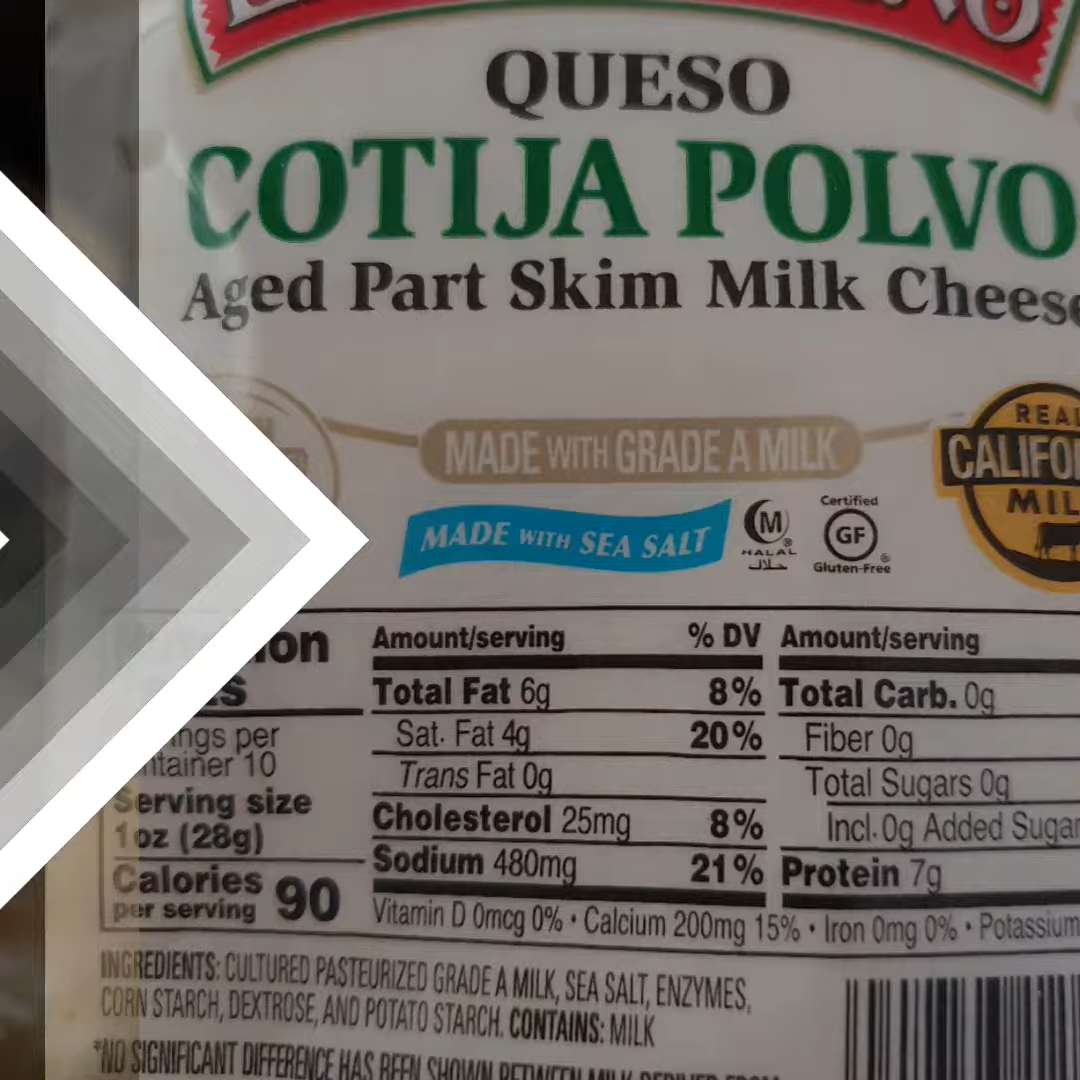 QUESO
COTIJA POLVO
Aged Part Skim Milk Cheese
MADE WITH GRADE A MILK
REAL
CALIFO
MIL
MADE WITH SEA SALT
M
HALAL
حلال
Certified
GF
Gluten-Free
on
Amount/serving % DV Amount/serving
Total Fat 6g 8% Total Carb. 0g
Sat. Fat 4g 20% Fiber 0g
ings per
ntainer 10
Trans Fat 0g Total Sugars 0g
Serving size
1 oz (28g)
Cholesterol 25mg 8% Incl. 0g Added Sugar
Sodium 480mg 21% Protein 7g
Calories 90
per serving
Vitamin D 0mcg 0% • Calcium 200mg 15% • Iron 0mg 0% • Potassium
INGREDIENTS: CULTURED PASTEURIZED GRADE A MILK, SEA SALT, ENZYMES,
CORN STARCH, DEXTROSE, AND POTATO STARCH. CONTAINS: MILK
*NO SIGNIFICANT DIFFERENCE HAS BEEN SHOWN BETWEEN MILK DERIVED FROM